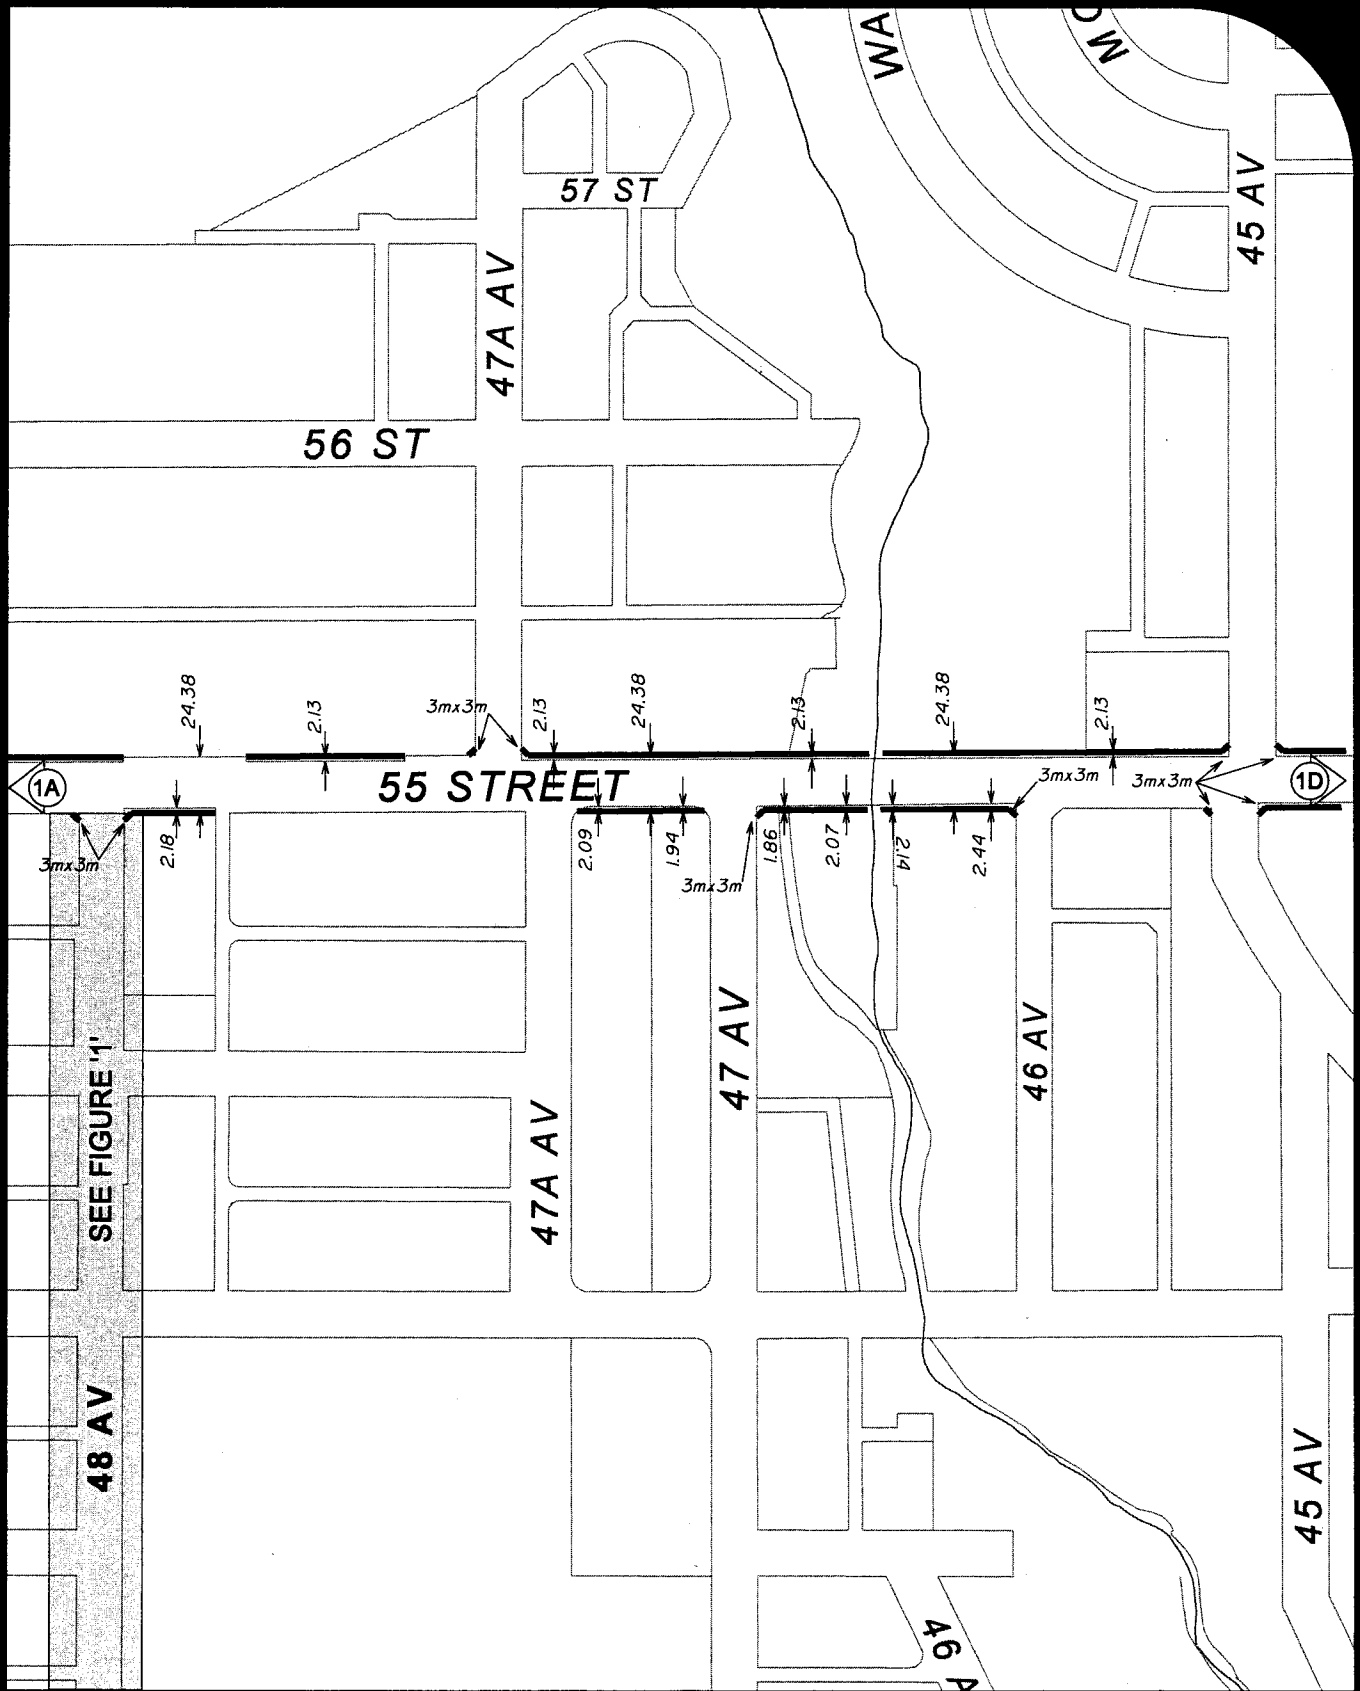 WA
M
45 AV
57 ST
47A AV
56 ST
24.38
2.13
3mx3m
2.13
24.38
2.13
24.38
2.13
1A
55 STREET
3mx3m
3mx3m
1D
3mx3m
2.18
2.09
1.94
3mx3m
1.86
2.07
2.14
2.44
SEE FIGURE '1'
47A AV
47 AV
46 AV
48 AV
45 AV
46 A